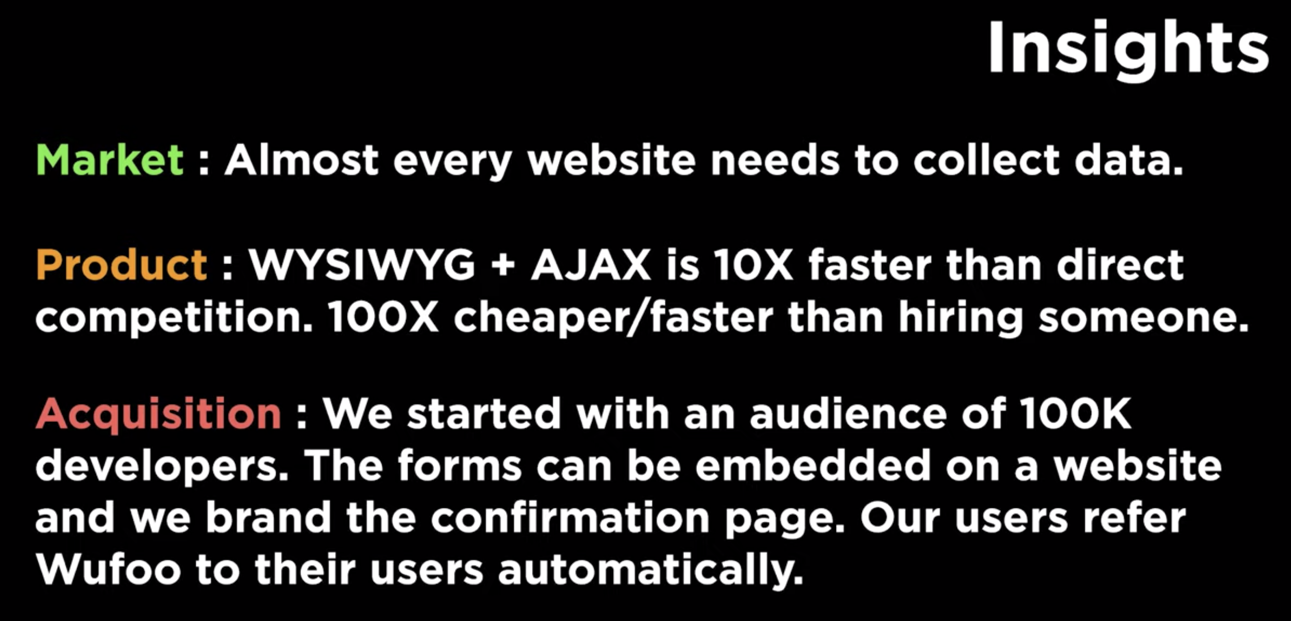 Insights
Market : Almost every website needs to collect data.
Product : WYSIWYG + AJAX is 10X faster than direct
competition. 100X cheaper/faster than hiring someone.
Acquisition : We started with an audience of 100K
developers. The forms can be embedded on a website
and we brand the confirmation page. Our users refer
Wufoo to their users automatically.